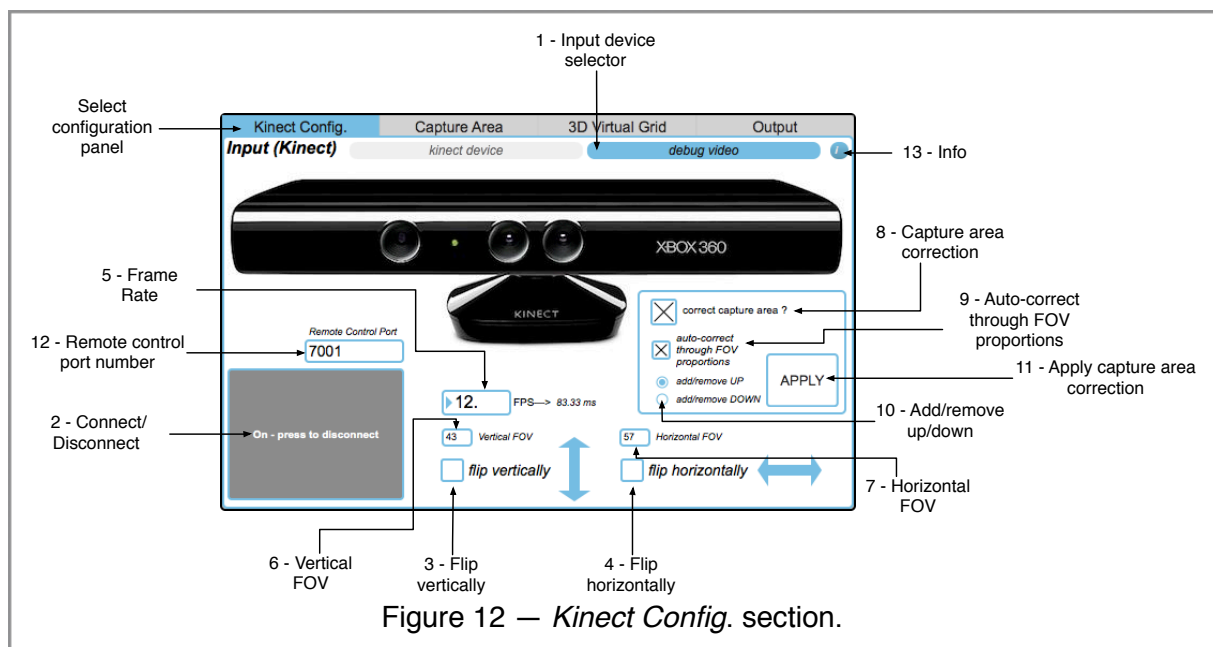 1 - Input device
selector
Select
configuration
panel
Kinect Config.
Capture Area
3D Virtual Grid
Output
Input (Kinect)
kinect device
debug video
i
13 - Info
XBOX 360
8 - Capture area
correction
5 - Frame
Rate
KINECT
correct capture area ?
9 - Auto-correct
through FOV
proportions
Remote Control Port
12 - Remote control
port number
7001
auto-correct
through FOV
proportions
add/remove UP
add/remove DOWN
APPLY
11 - Apply capture area
correction
12.
FPS—> 83.33 ms
10 - Add/remove
up/down
2 - Connect/
Disconnect
On - press to disconnect
43
Vertical FOV
57
Horizontal FOV
flip vertically
flip horizontally
7 - Horizontal
FOV
6 - Vertical
FOV
3 - Flip
vertically
4 - Flip
horizontally
Figure 12 — Kinect Config. section.